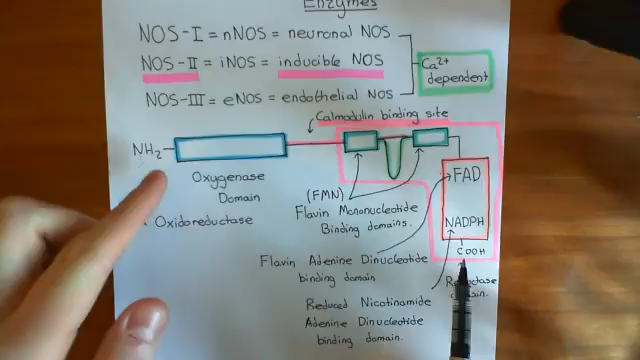 Enzymes
NOS-I = nNOS = neuronal NOS
NOS-II = iNOS = inducible NOS
NOS-III = eNOS = endothelial NOS
Ca2+
dependent
Calmodulin binding site
NH2
Oxygenase
Domain
Oxidoreductase
(FMN)
Flavin Mononucleotide
Binding domains.
FAD
NADPH
COOH
Flavin Adenine Dinucleotide
binding domain
Reduced Nicotinamide
Adenine Dinucleotide
binding domain.